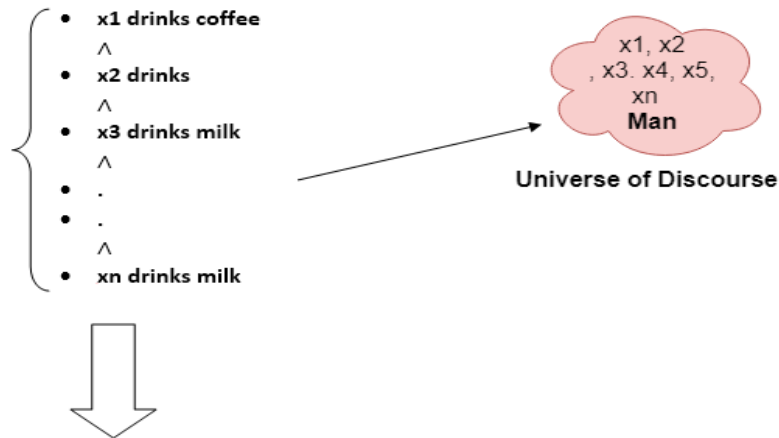 • x1 drinks coffee
^
• x2 drinks
^
• x3 drinks milk
^
• .
• .
^
• xn drinks milk
x1, x2
, x3. x4, x5,
xn
Man
Universe of Discourse